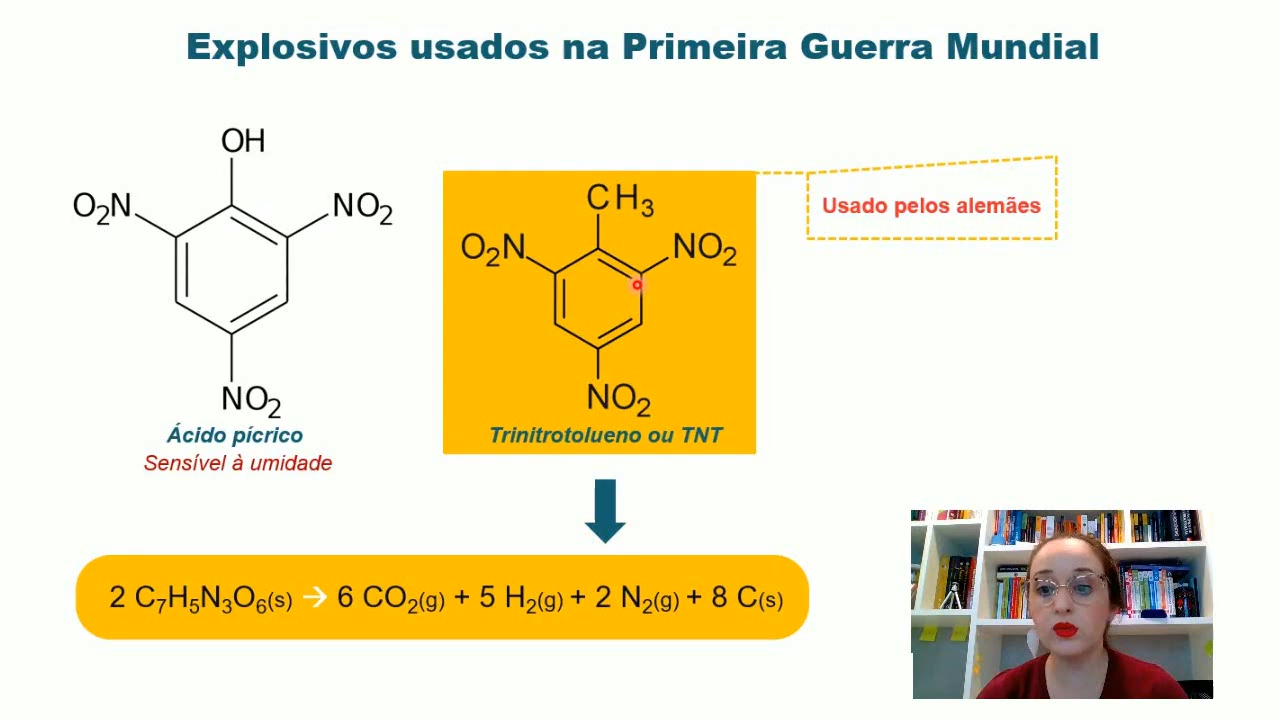 Explosivos usados na Primeira Guerra Mundial
OH
O₂N
NO₂
NO₂
Ácido pícrico
Sensível à umidade
CH₃
O₂N
NO₂
NO₂
Trinitrotolueno ou TNT
Usado pelos alemães
2 C₇H₅N₃O₆(s) → 6 CO₂(g) + 5 H₂(g) + 2 N₂(g) + 8 C(s)